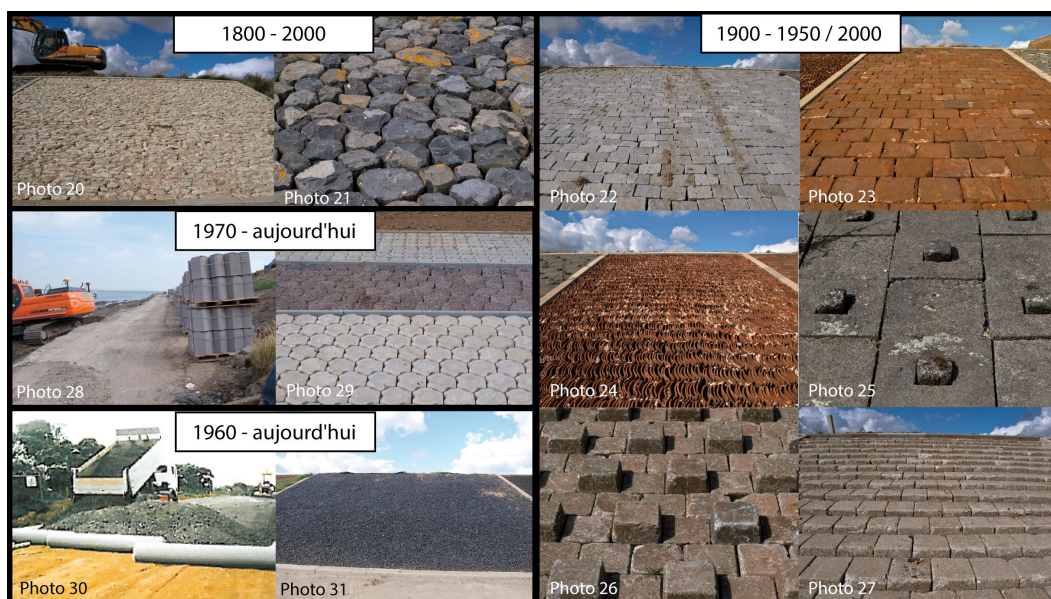 1800 - 2000
Photo 20
Photo 21
1900 - 1950 / 2000
Photo 22
Photo 23
1970 - aujourd'hui
Photo 28
Photo 29
Photo 24
Photo 25
1960 - aujourd'hui
Photo 30
Photo 31
Photo 26
Photo 27